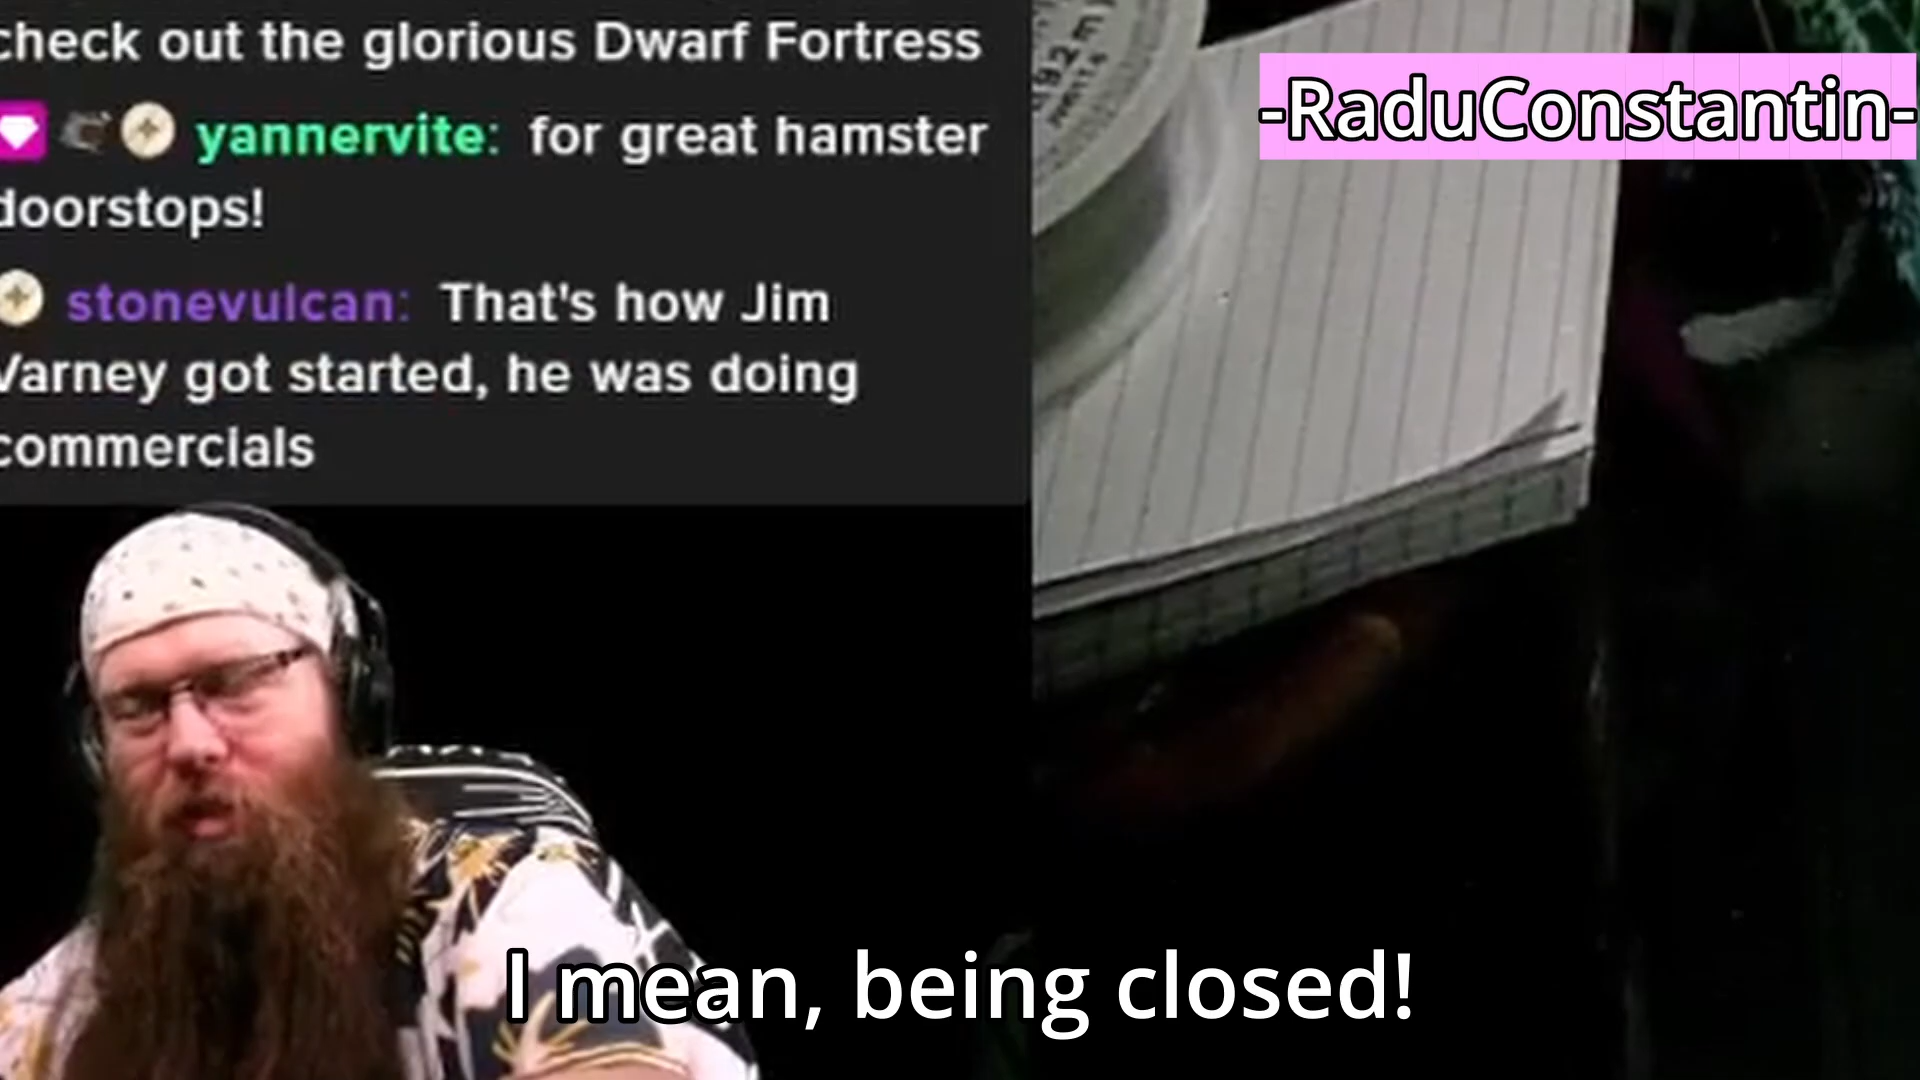 check out the glorious Dwarf Fortress
yannervite: for great hamster
doorstops!
stonevulcan: That's how Jim
Varney got started, he was doing
commercials
-RaduConstantin-
I mean, being closed!